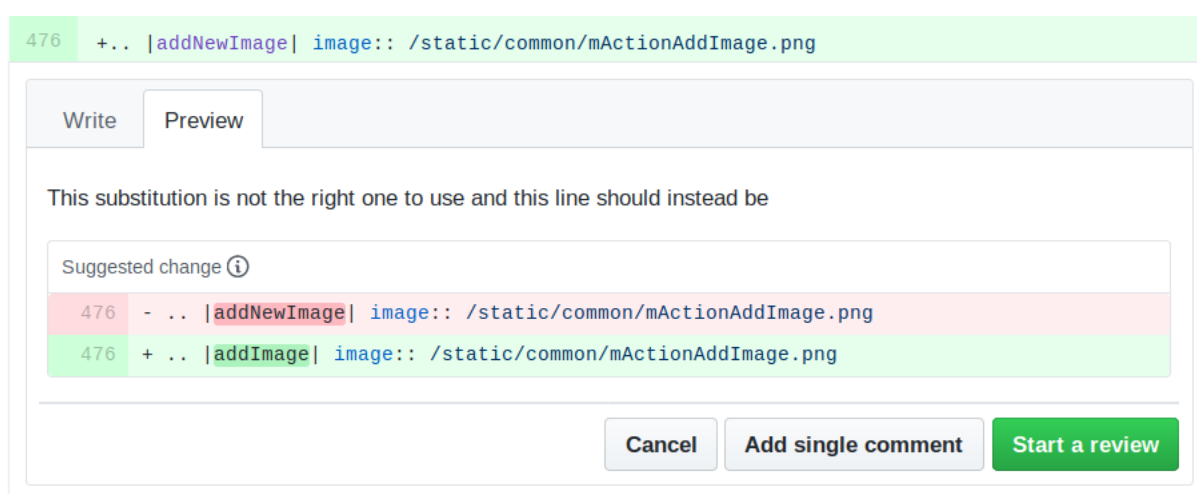 476 +.. |addNewImage| image:: /static/common/mActionAddImage.png
Write Preview
This substitution is not the right one to use and this line should instead be
Suggested change
476 - .. |addNewImage| image:: /static/common/mActionAddImage.png
476 + .. |addImage| image:: /static/common/mActionAddImage.png
Cancel Add single comment Start a review